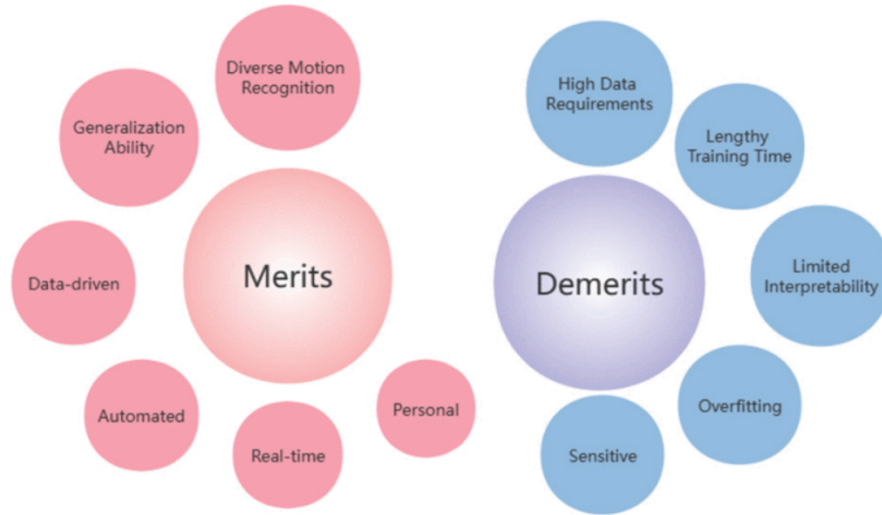 Diverse Motion
Recognition
Generalization
Ability
Data-driven
Automated
Real-time
Personal
Merits
High Data
Requirements
Lengthy
Training Time
Limited
Interpretability
Overfitting
Sensitive
Demerits